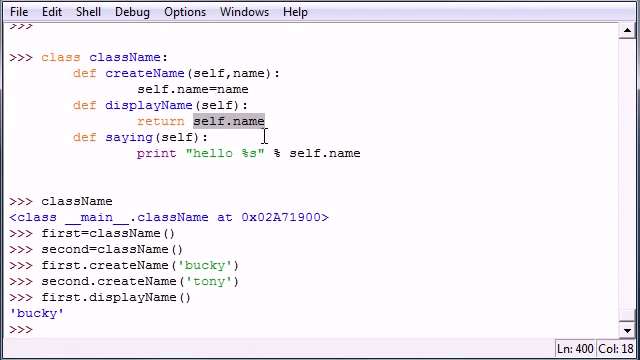 File Edit Shell Debug Options Windows Help
>>>
>>> class className:
def createName(self,name):
self.name=name
def displayName(self):
return self.name
def saying(self):
print "hello %s" % self.name
>>> className
<class __main__.className at 0x02A71900>
>>> first=className()
>>> second=className()
>>> first.createName('bucky')
>>> second.createName('tony')
>>> first.displayName()
'bucky'
>>>
Ln: 400 Col: 18